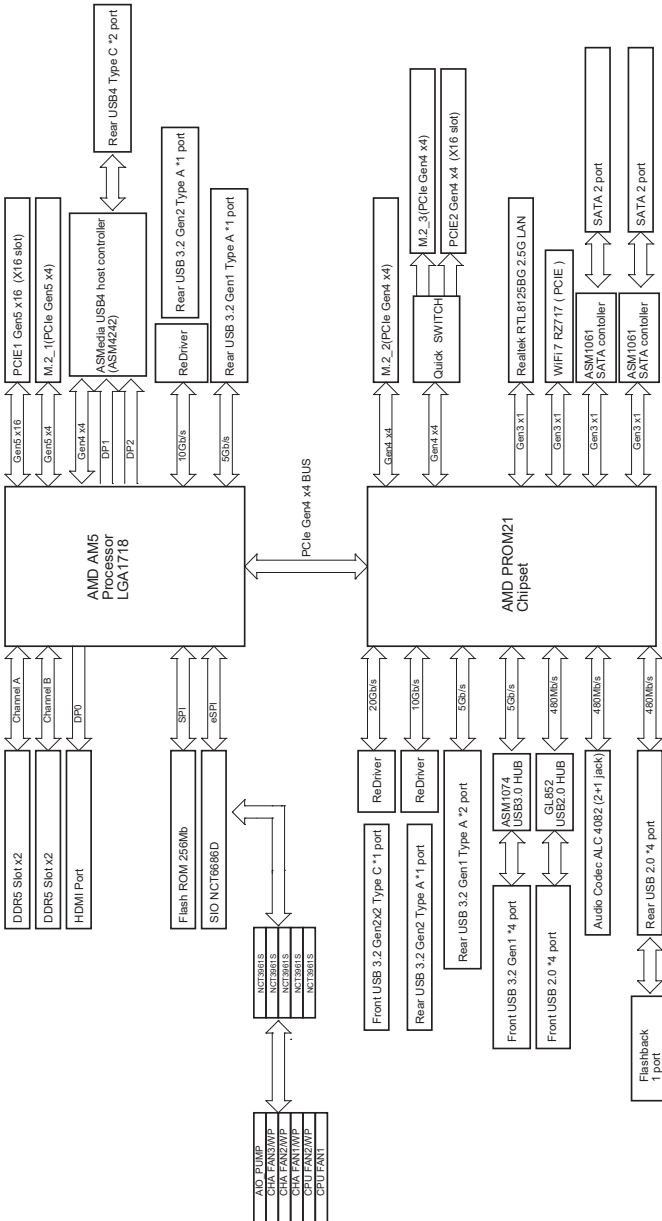 DDR5 Slot x2
Channel A
DDR5 Slot x2
Channel B
HDMI Port
DP0
Flash ROM 256Mb
SPI
SIO NCT6686D
eSPI
AMD AM5
Processor
LGA1718
Gen5 x16
PCIE1 Gen5 x16 (X16 slot)
Gen5 x4
M.2_1(PCIe Gen5 x4)
Gen4 x4
DP1
DP2
ASMedia USB4 host controller
(ASM4242)
Rear USB4 Type C *2 port
10Gb/s
ReDriver
Rear USB 3.2 Gen2 Type A *1 port
5Gb/s
Rear USB 3.2 Gen1 Type A *1 port
AIO_PUMP
CHA FAN3/WP
CHA FAN2/WP
CHA FAN1/WP
CPU FAN2/WP
CPU FAN1
NCT3961S
NCT3961S
NCT3961S
NCT3961S
NCT3961S
PCIe Gen4 x4 BUS
Front USB 3.2 Gen2x2 Type C *1 port
ReDriver
20Gb/s
Rear USB 3.2 Gen2 Type A *1 port
ReDriver
10Gb/s
Rear USB 3.2 Gen1 Type A *2 port
5Gb/s
Front USB 3.2 Gen1 *4 port
ASM1074
USB3.0 HUB
5Gb/s
Front USB 2.0 *4 port
GL852
USB2.0 HUB
480Mb/s
Audio Codec ALC 4082 (2+1 jack)
480Mb/s
Flashback
1 port
Rear USB 2.0 *4 port
480Mb/s
AMD PROM21
Chipset
Gen4 x4
M.2_2(PCIe Gen4 x4)
Gen4 x4
Quick SWITCH
M.2_3(PCIe Gen4 x4)
PCIE2 Gen4 x4 (X16 slot)
Gen3 x1
Realtek RTL8125BG 2.5G LAN
Gen3 x1
WiFi7 RZ717 ( PCIE )
Gen3 x1
ASM1061
SATA contoller
SATA 2 port
Gen3 x1
ASM1061
SATA contoller
SATA 2 port